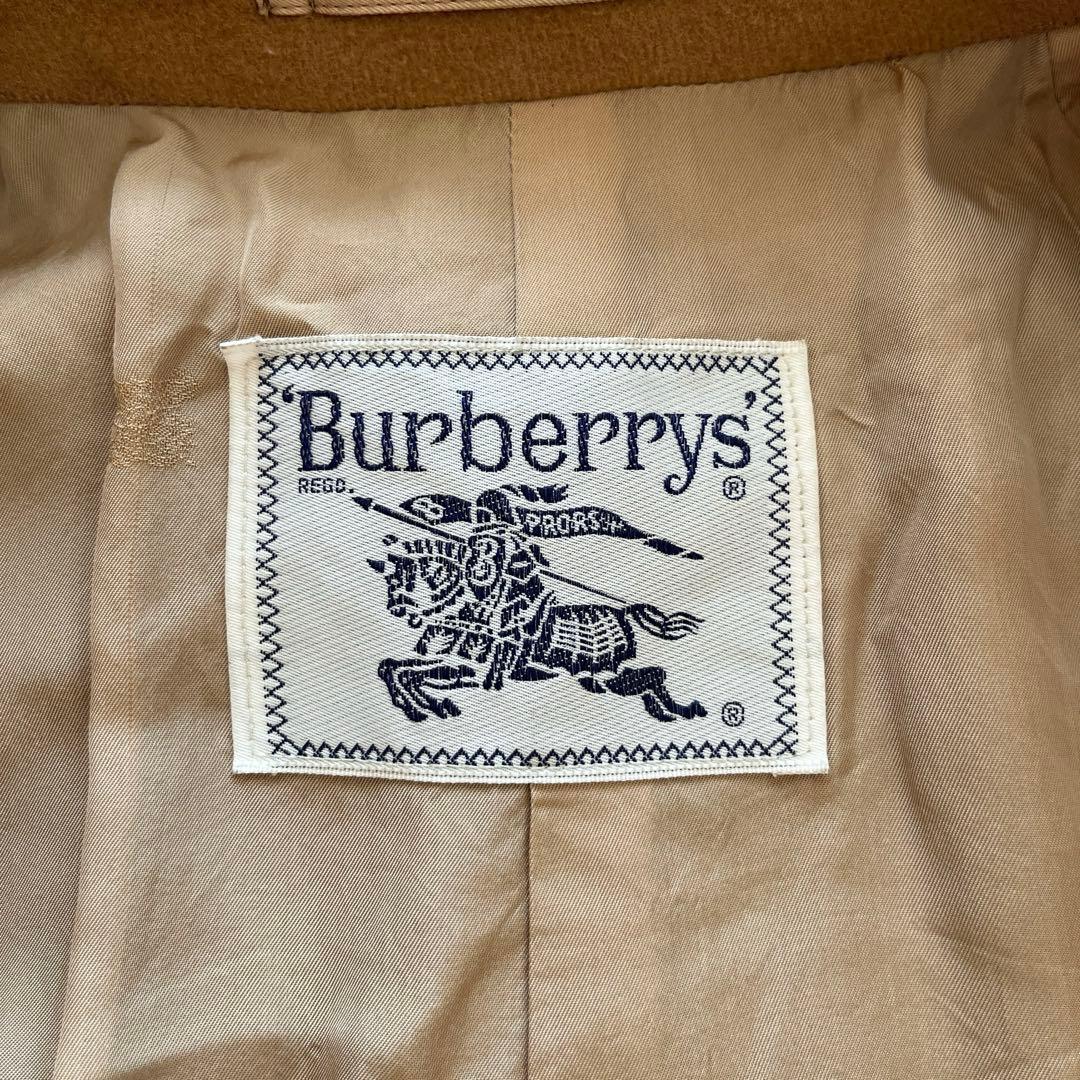 'Burberrys'
REGD. ®
B PRORSUM
B
®